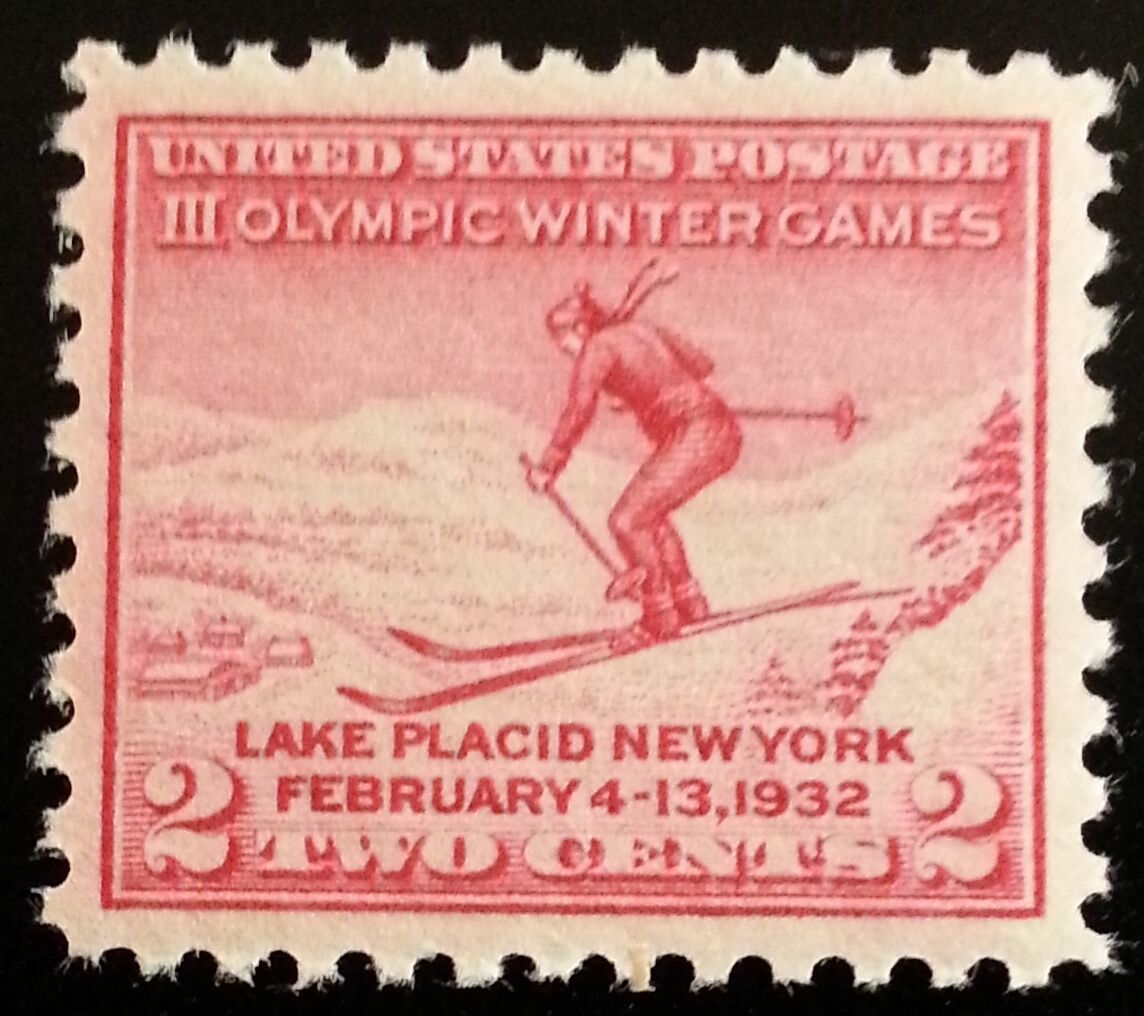 UNITED STATES POSTAGE
III OLYMPIC WINTER GAMES
LAKE PLACID NEW YORK
FEBRUARY 4-13, 1932
2 TWO CENTS 2